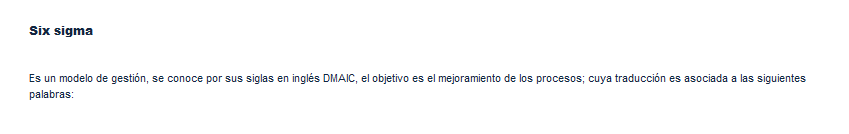 Six sigma
Es un modelo de gestión, se conoce por sus siglas en inglés DMAIC, el objetivo es el mejoramiento de los procesos; cuya traducción es asociada a las siguientes
palabras: